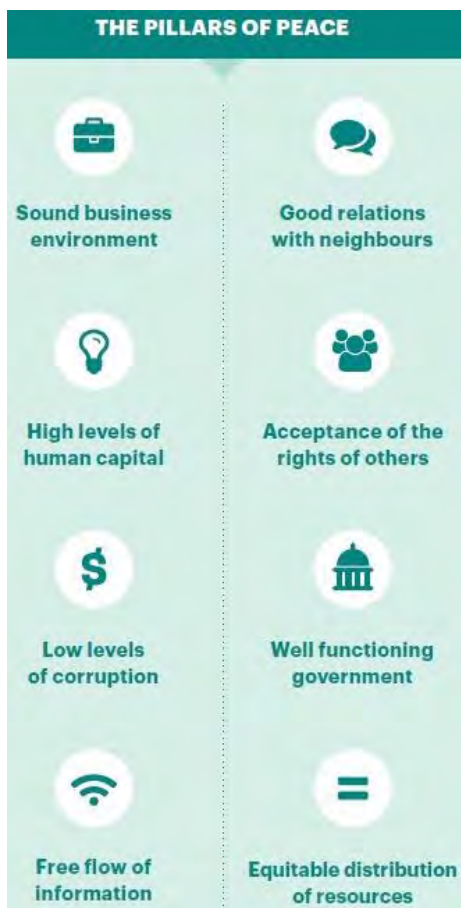 THE PILLARS OF PEACE
Sound business
environment
Good relations
with neighbours
High levels of
human capital
Acceptance of the
rights of others
$
Low levels
of corruption
Well functioning
government
Free flow of
information
Equitable distribution
of resources